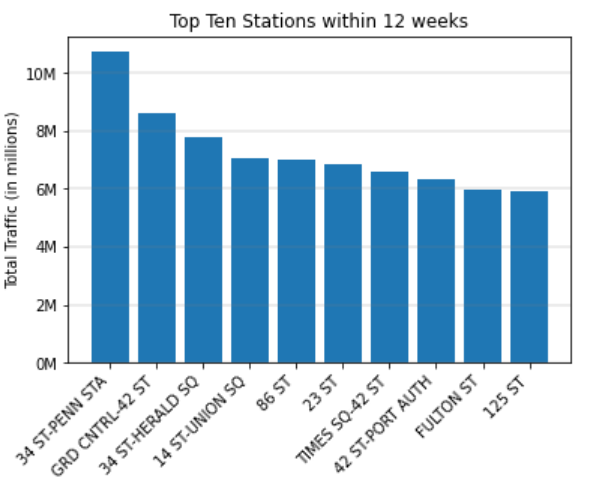 Top Ten Stations within 12 weeks
Total Traffic (in millions)
10M
8M
6M
4M
2M
0M
34 ST-PENN STA
GRD CNTRL-42 ST
34 ST-HERALD SQ
14 ST-UNION SQ
86 ST
23 ST
TIMES SQ-42 ST
42 ST-PORT AUTH
FULTON ST
125 ST